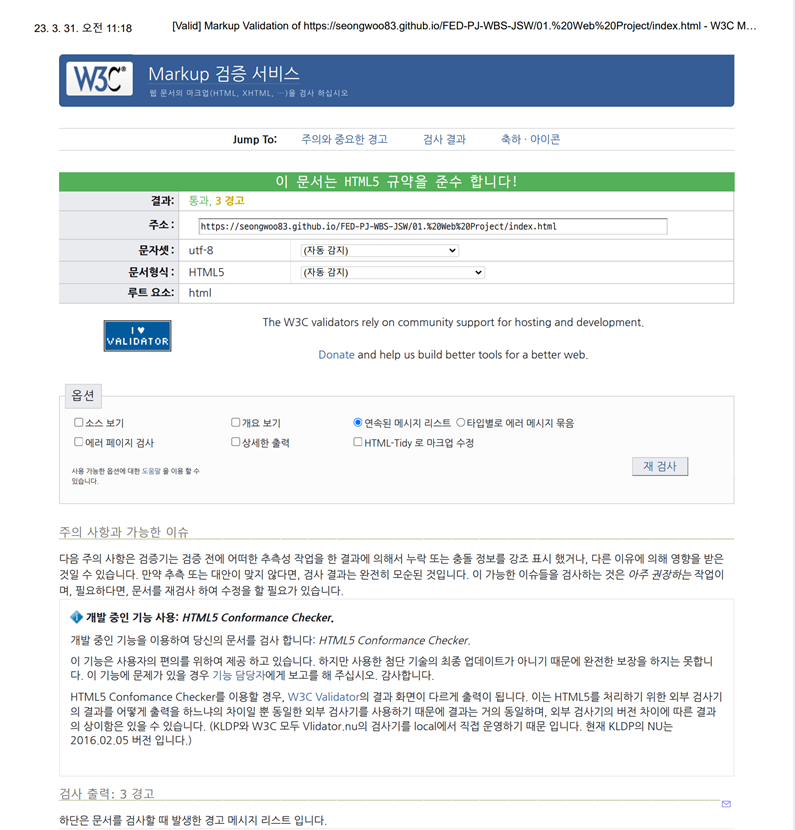 23. 3. 31. 오전 11:18
[Valid] Markup Validation of https://seongwoo83.github.io/FED-PJ-WBS-JSW/01.%20Web%20Project/index.html - W3C M…
W3C®
Markup 검증 서비스
웹 문서의 마크업(HTML, XHTML, …)을 검사 하십시오
Jump To: 주의와 중요한 경고 검사 결과 축하 · 아이콘
이 문서는 HTML5 규약을 준수 합니다!
결과: 통과, 3 경고
주소 : https://seongwoo83.github.io/FED-PJ-WBS-JSW/01.%20Web%20Project/index.html
문자셋 : utf-8 (자동 감지)
문서형식 : HTML5 (자동 감지)
루트 요소: html
I ♥
VALIDATOR
The W3C validators rely on community support for hosting and development.
Donate and help us build better tools for a better web.
옵션
소스 보기 개요 보기 연속된 메시지 리스트 타입별로 에러 메시지 묶음
에러 페이지 검사 상세한 출력 HTML-Tidy 로 마크업 수정
사용 가능한 옵션에 대한 도움말 을 이용 할 수
있습니다.
재 검사
주의 사항과 가능한 이슈
다음 주의 사항은 검증기는 검증 전에 어떠한 추측성 작업을 한 결과에 의해서 누락 또는 충돌 정보를 강조 표시 했거나, 다른 이유에 의해 영향을 받은
것일 수 있습니다. 만약 추측 또는 대안이 맞지 않다면, 검사 결과는 완전히 모순된 것입니다. 이 가능한 이슈들을 검사하는 것은 아주 권장하는 작업이
며, 필요하다면, 문서를 재검사 하여 수정을 할 필요가 있습니다.
개발 중인 기능 사용: HTML5 Conformance Checker.
개발 중인 기능을 이용하여 당신의 문서를 검사 합니다: HTML5 Conformance Checker.
이 기능은 사용자의 편의를 위하여 제공 하고 있습니다. 하지만 사용한 첨단 기술의 최종 업데이트가 아니기 때문에 완전한 보장을 하지는 못합니
다. 이 기능에 문제가 있을 경우 기능 담당자에게 보고를 해 주십시오. 감사합니다.
HTML5 Confomance Checker를 이용할 경우, W3C Validator의 결과 화면이 다르게 출력이 됩니다. 이는 HTML5를 처리하기 위한 외부 검사기
의 결과를 어떻게 출력을 하느냐의 차이일 뿐 동일한 외부 검사기를 사용하기 때문에 결과는 거의 동일하며, 외부 검사기의 버전 차이에 따른 결과
의 상이함은 있을 수 있습니다. (KLDP와 W3C 모두 Vlidator.nu의 검사기를 local에서 직접 운영하기 때문 입니다. 현재 KLDP의 NU는
2016.02.05 버전 입니다.)
검사 출력: 3 경고
하단은 문서를 검사할 때 발생한 경고 메시지 리스트 입니다.